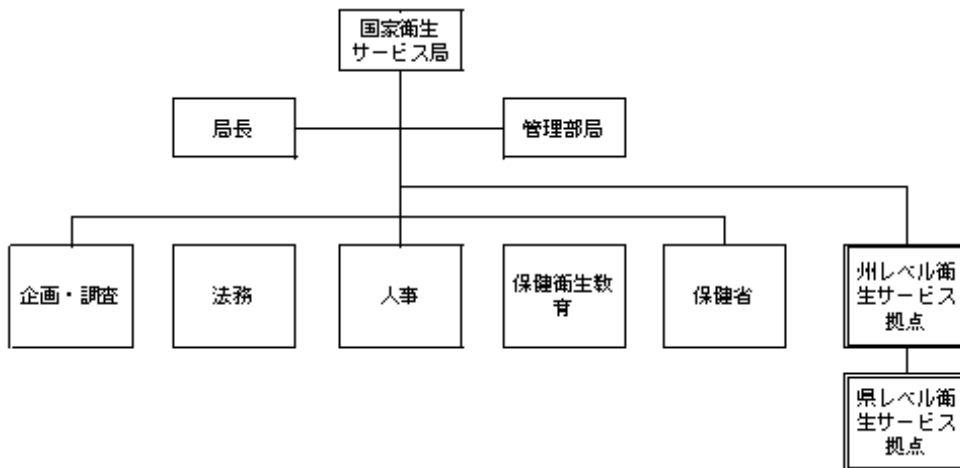 国家衛生
サービス局
局長
管理部局
企画・調査
法務
人事
保健衛生教
育
保健省
州レベル衛
生サービス
拠点
県レベル衛
生サービス
拠点